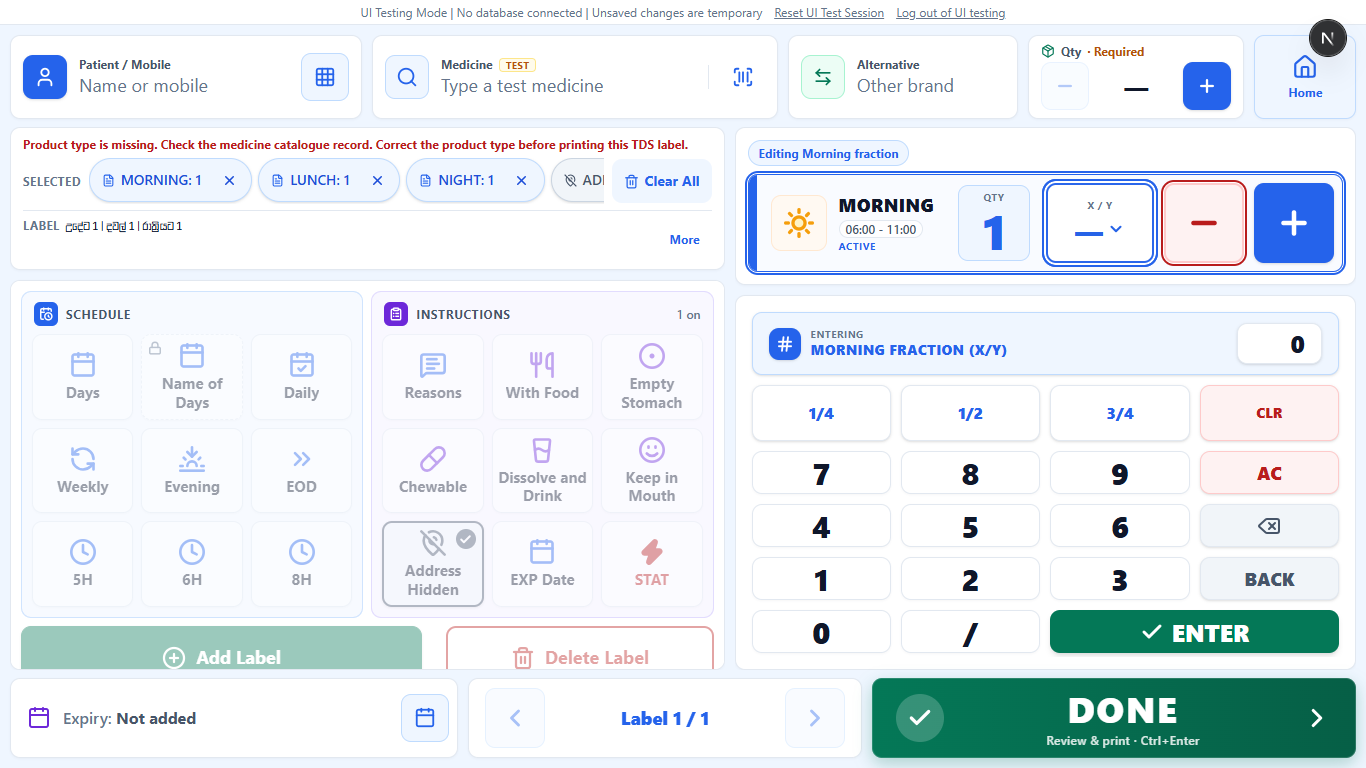 UI Testing Mode | No database connected | Unsaved changes are temporary Reset UI Test Session Log out of UI testing
Patient / Mobile
Name or mobile
Medicine TEST
Type a test medicine
Alternative
Other brand
Qty · Required
—
N
Home
Product type is missing. Check the medicine catalogue record. Correct the product type before printing this TDS label.
SELECTED MORNING: 1 LUNCH: 1 NIGHT: 1 Clear All
LABEL උදේට 1 | දවල් 1 | රාත්‍රියට 1
More
SCHEDULE
Days
Name of Days
Daily
Weekly
Evening
EOD
5H
6H
8H
INSTRUCTIONS 1 on
Reasons
With Food
Empty Stomach
Chewable
Dissolve and Drink
Keep in Mouth
Address Hidden
EXP Date
STAT
Add Label
Delete Label
Editing Morning fraction
MORNING
06:00 - 11:00
ACTIVE
QTY
1
X / Y
—
ENTERING
MORNING FRACTION (X/Y)
0
1/4 1/2 3/4 CLR
7 8 9 AC
4 5 6
1 2 3 BACK
0 / ENTER
Expiry: Not added
Label 1 / 1
DONE
Review & print · Ctrl+Enter